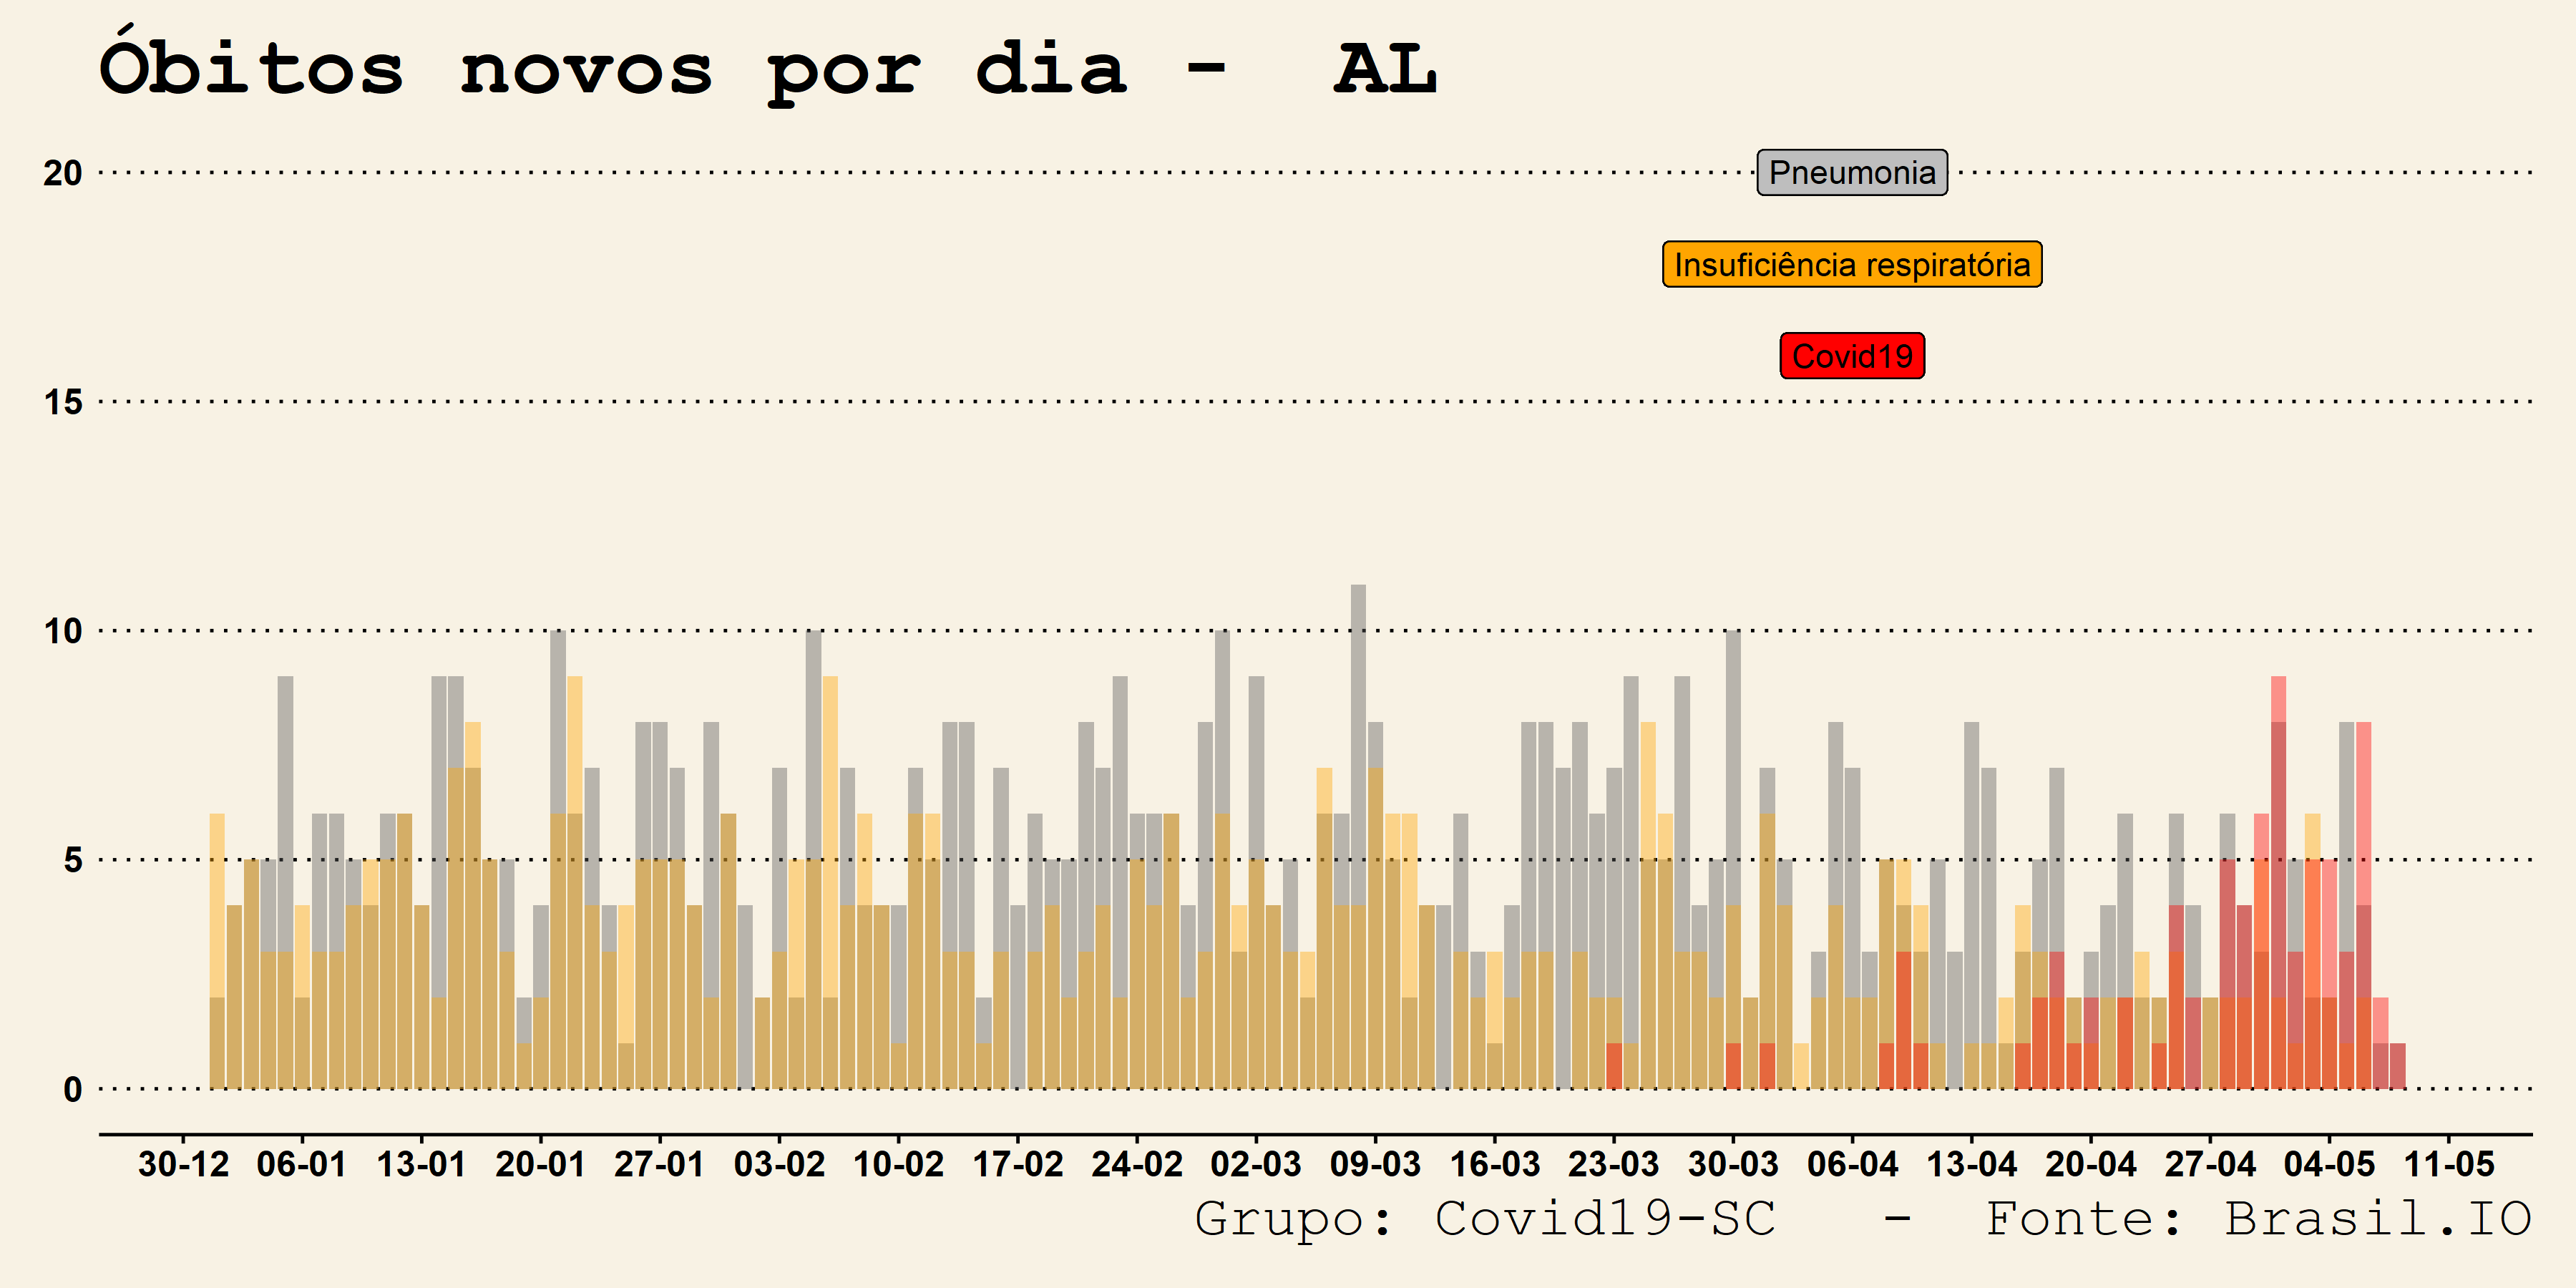 Óbitos novos por dia - AL
20
Pneumonia
Insuficiência respiratória
Covid19
15
10
5
0
30-12 06-01 13-01 20-01 27-01 03-02 10-02 17-02 24-02 02-03 09-03 16-03 23-03 30-03 06-04 13-04 20-04 27-04 04-05 11-05
Grupo: Covid19-SC - Fonte: Brasil.IO